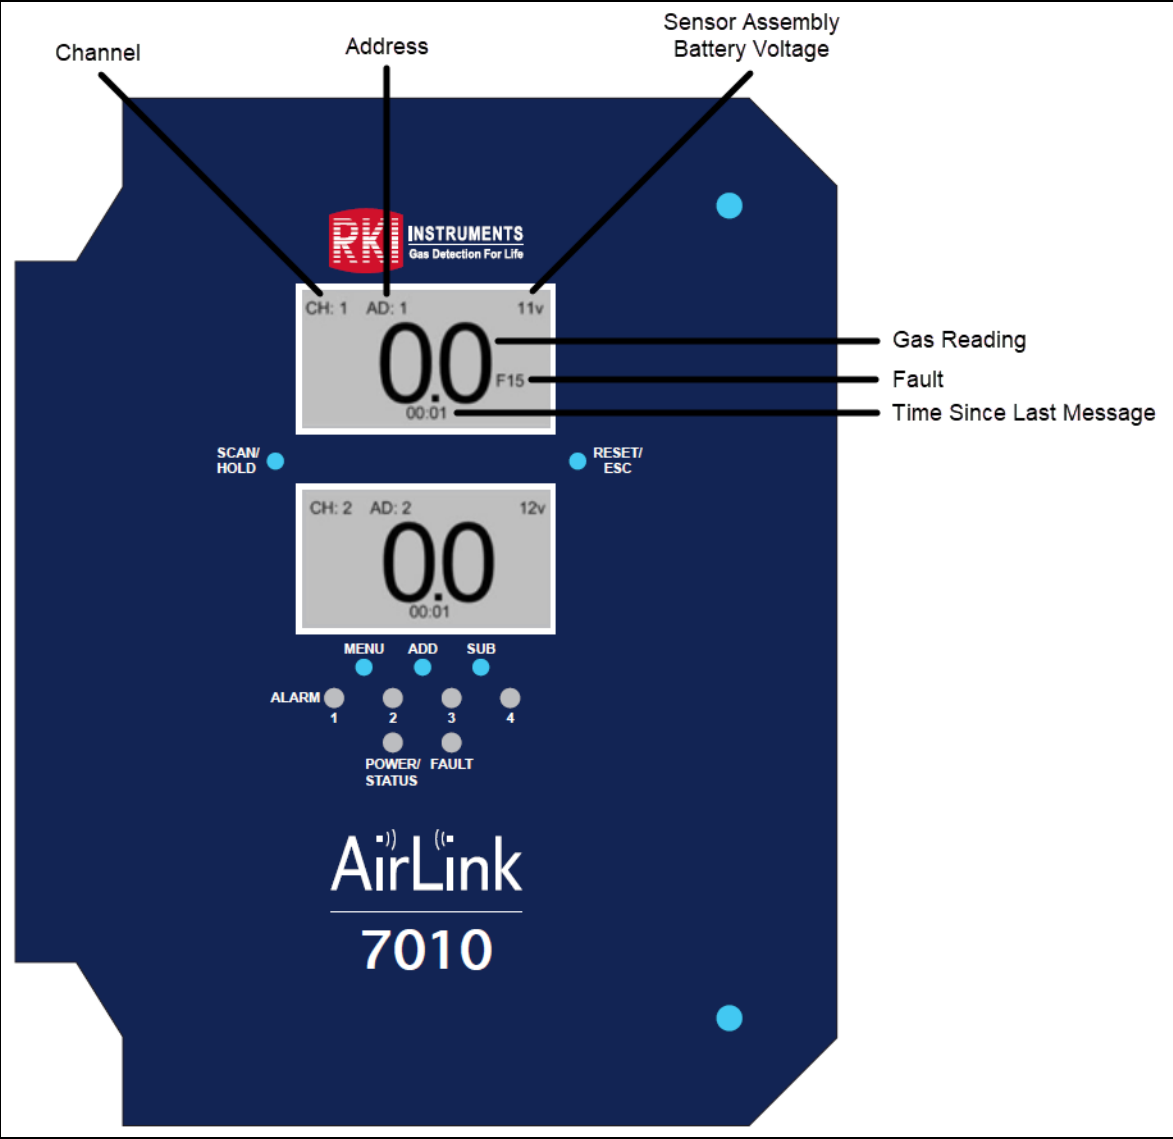 Sensor Assembly
Battery Voltage
Channel
Address
RKI
INSTRUMENTS
Gas Detection For Life
CH: 1 AD: 1 11v
0.0
F15
00:01
Gas Reading
Fault
Time Since Last Message
SCAN/
HOLD
RESET/
ESC
CH: 2 AD: 2 12v
0.0
00:01
MENU ADD SUB
ALARM
1 2 3 4
POWER/
STATUS
FAULT
AirLink
7010